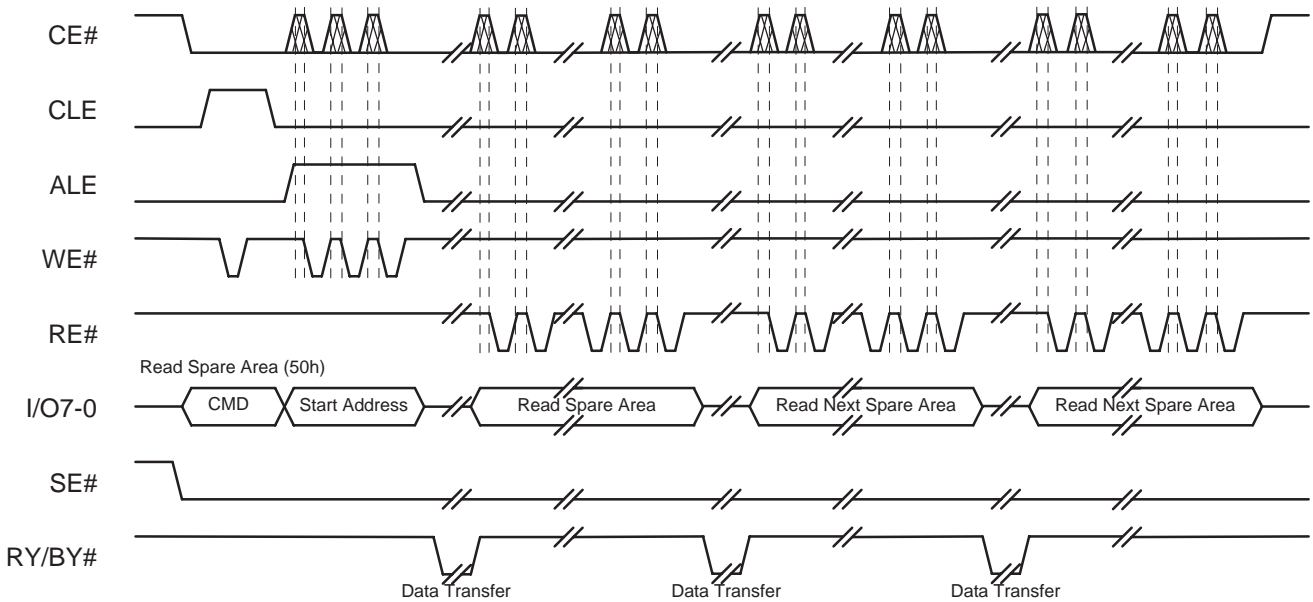 CE#
CLE
ALE
WE#
RE#
Read Spare Area (50h)
I/O7-0
CMD
Start Address
Read Spare Area
Read Next Spare Area
Read Next Spare Area
SE#
RY/BY#
Data Transfer
Data Transfer
Data Transfer